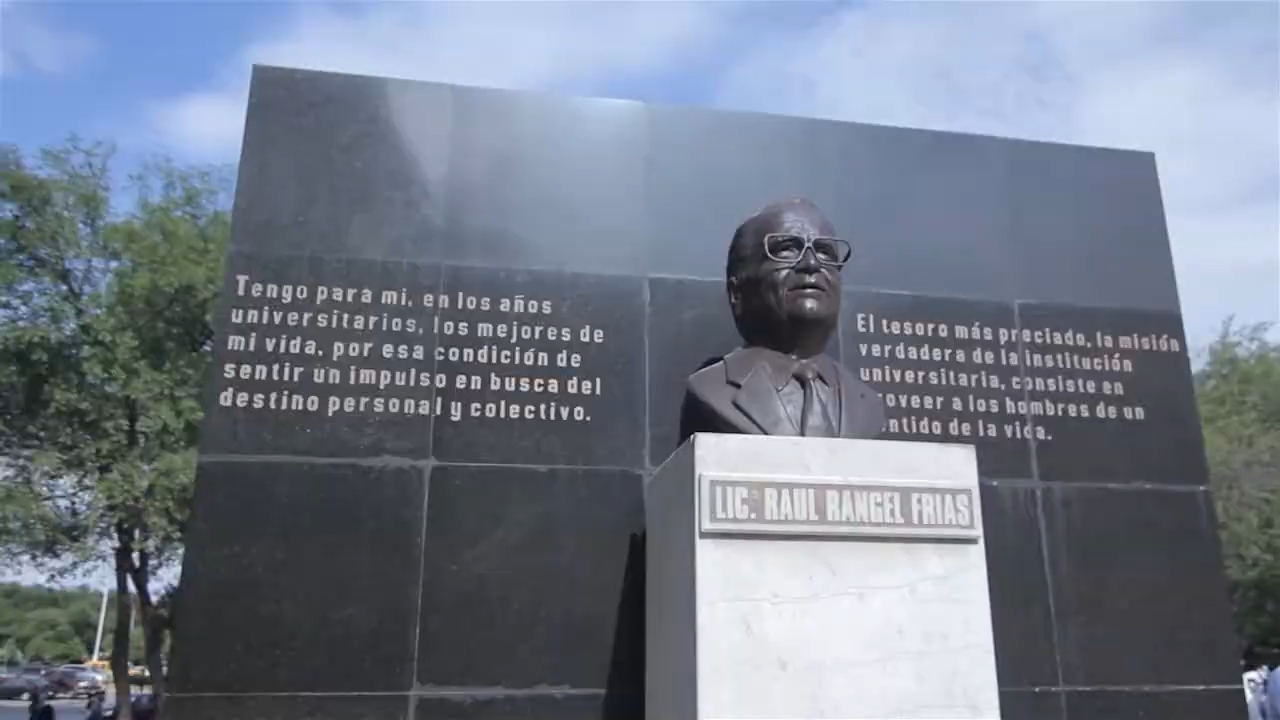 Tengo para mi, en los años
universitarios, los mejores de
mi vida, por esa condición de
sentir un impulso en busca del
destino personal y colectivo.
El tesoro más preciado, la misión
verdadera de la institución
universitaria, consiste en
roveer a los hombres de un
ntido de la vida.
LIC. RAUL RANGEL FRIAS